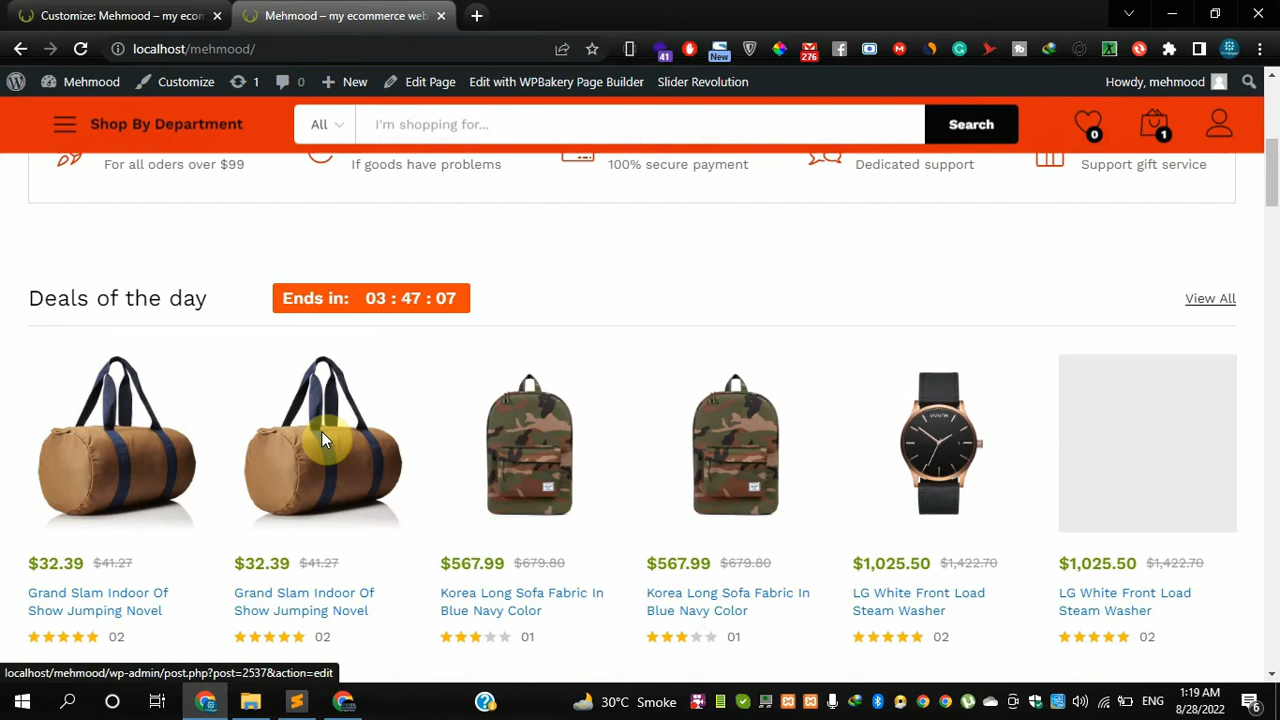 Customize: Mehmood – my ecom
Mehmood – my ecommerce web
localhost/mehmood/
41
New
276
Mehmood
Customize
1
0
New
Edit Page
Edit with WPBakery Page Builder
Slider Revolution
Howdy, mehmood
Shop By Department
All
I'm shopping for...
Search
0
1
For all oders over $99
If goods have problems
100% secure payment
Dedicated support
Support gift service
Deals of the day
Ends in: 03 : 47 : 07
View All
$32.39 $41.27
$32.39 $41.27
$567.99 $679.80
$567.99 $679.80
$1,025.50 $1,422.70
$1,025.50 $1,422.70
Grand Slam Indoor Of
Show Jumping Novel
Grand Slam Indoor Of
Show Jumping Novel
Korea Long Sofa Fabric In
Blue Navy Color
Korea Long Sofa Fabric In
Blue Navy Color
LG White Front Load
Steam Washer
LG White Front Load
Steam Washer
02
02
01
01
02
02
localhost/mehmood/wp-admin/post.php?post=2537&action=edit
30°C Smoke
ENG
1:19 AM
8/28/2022
6